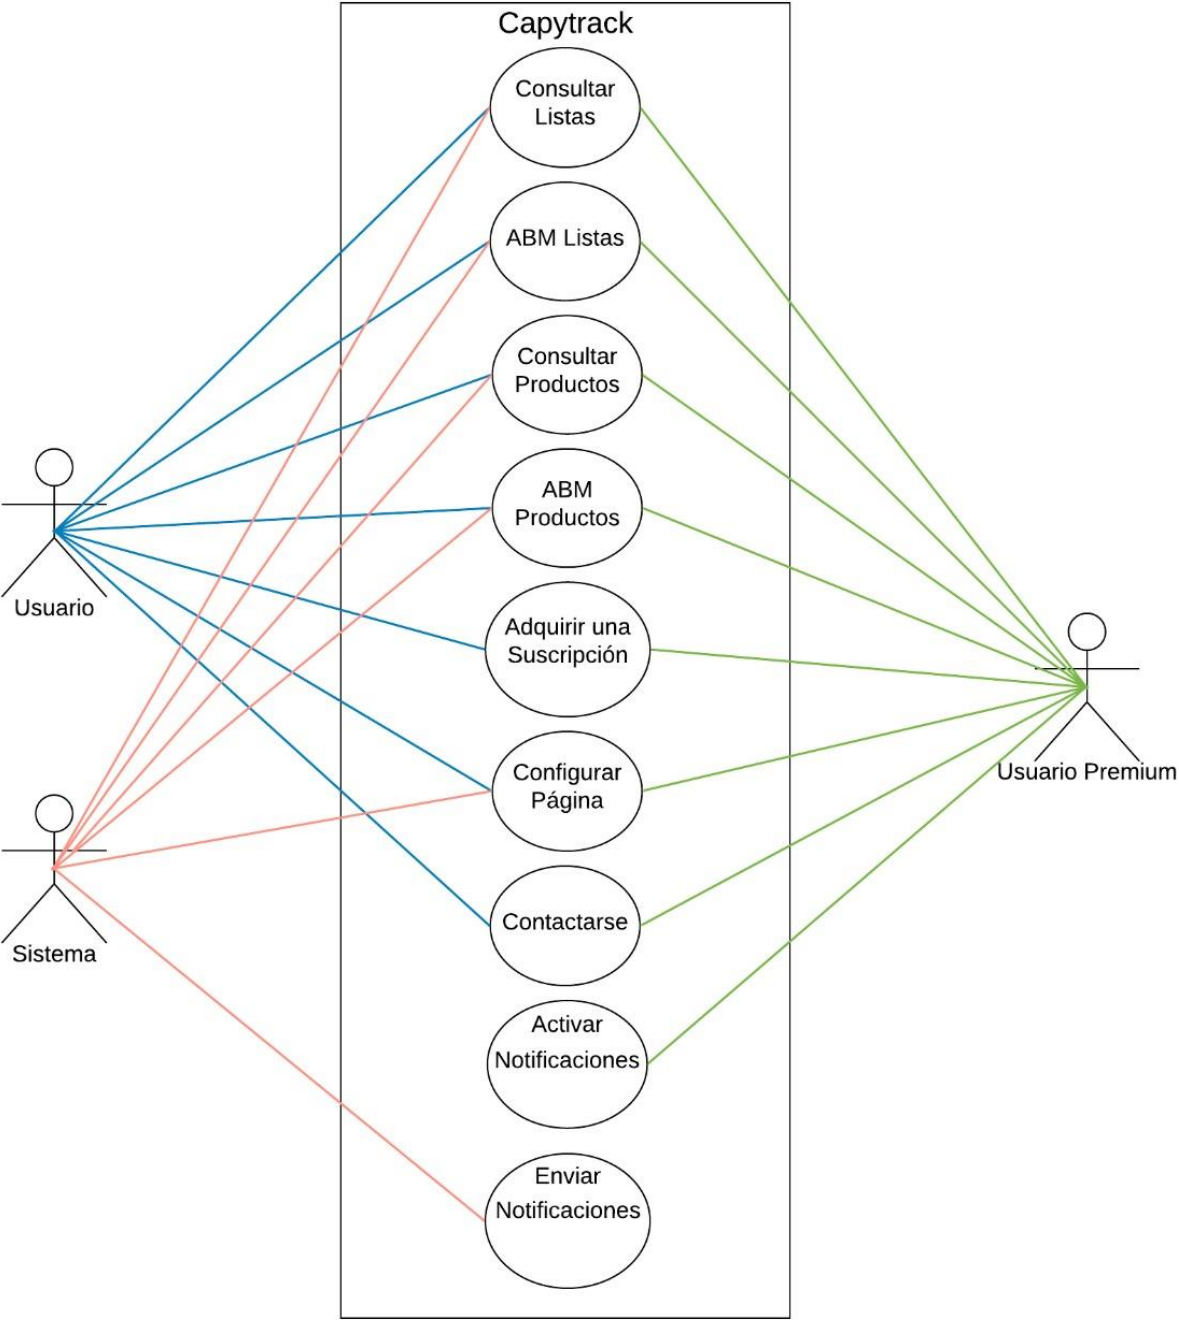 Capytrack
Consultar
Listas
ABM Listas
Consultar
Productos
ABM
Productos
Usuario
Adquirir una
Suscripción
Configurar
Página
Usuario Premium
Contactarse
Sistema
Activar
Notificaciones
Enviar
Notificaciones